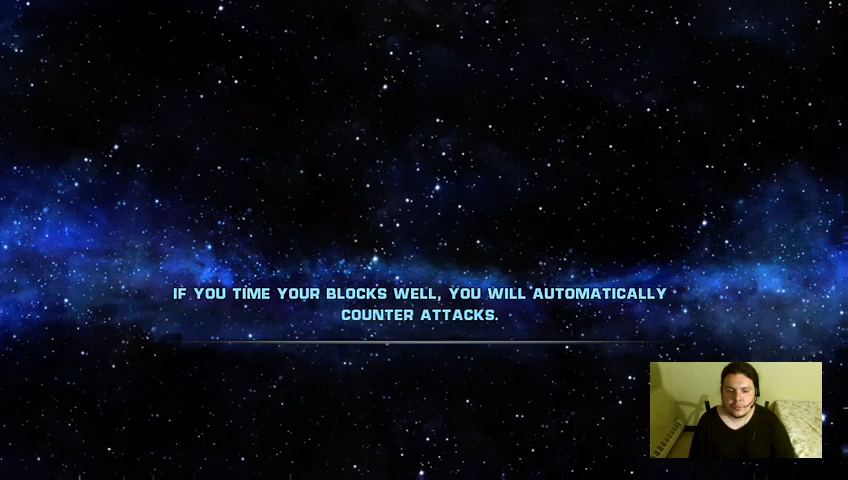 IF YOU TIME YOUR BLOCKS WELL, YOU WILL AUTOMATICALLY
COUNTER ATTACKS.